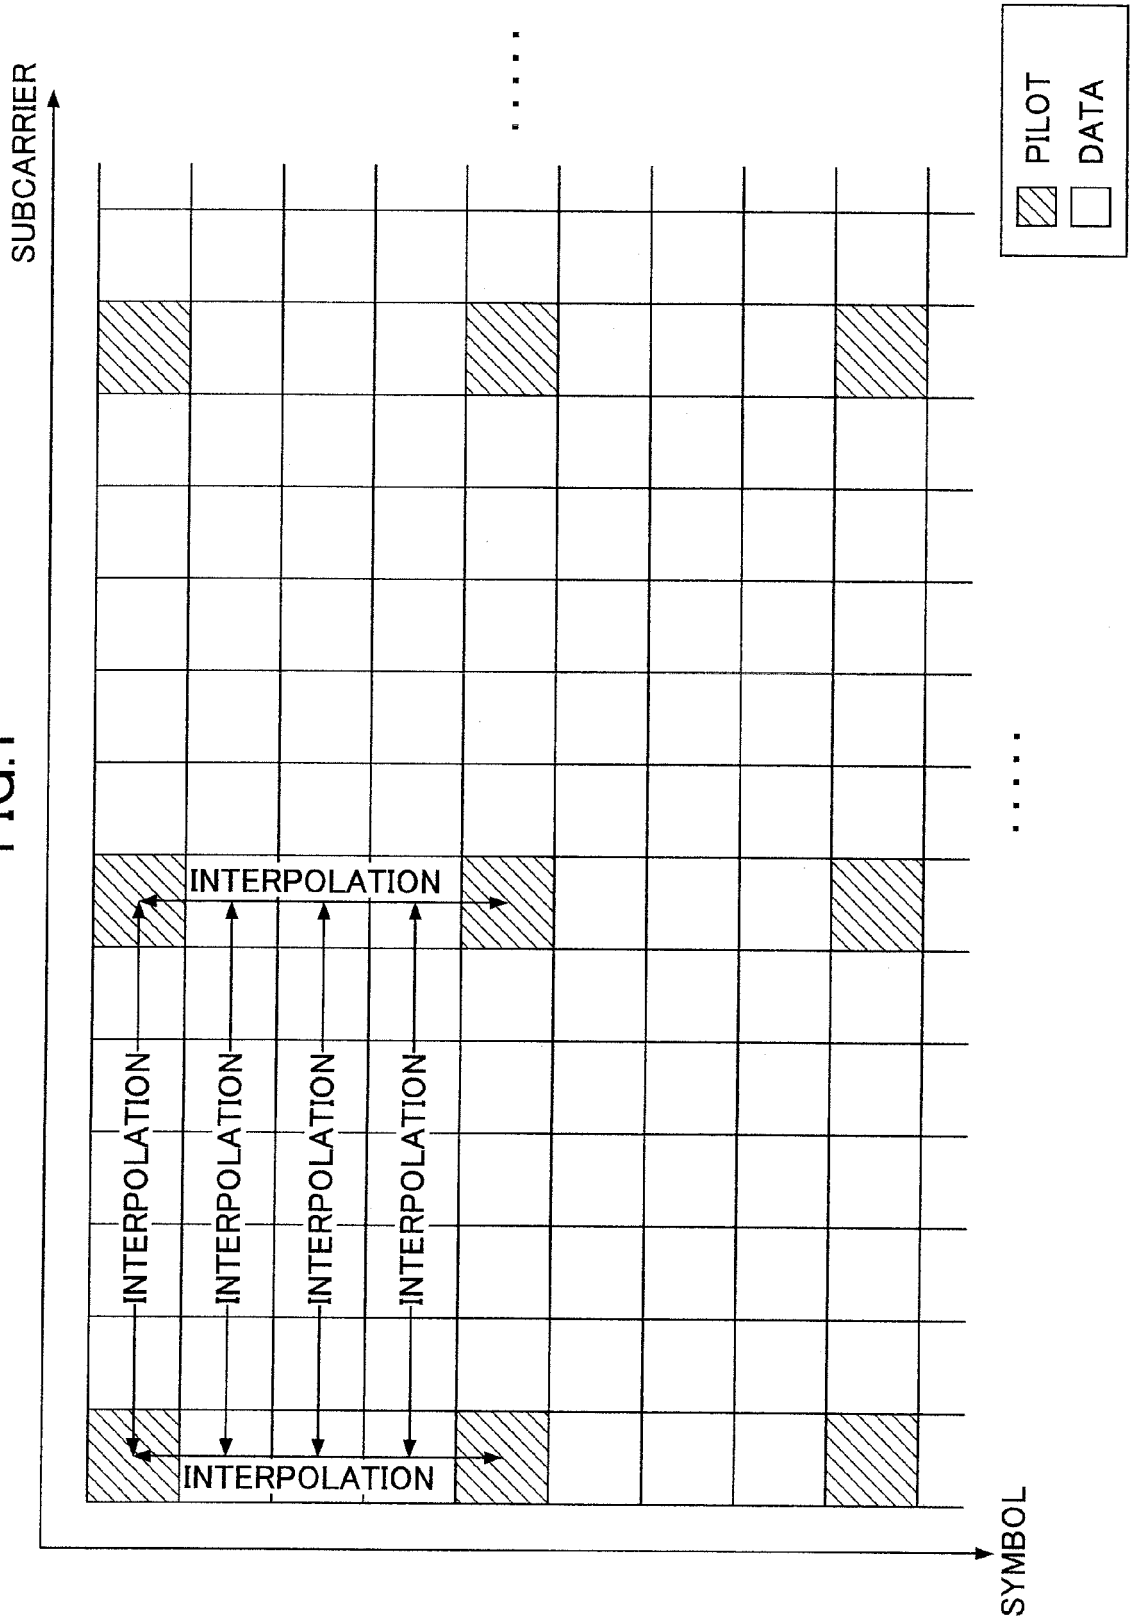 SUBCARRIER
INTERPOLATION
INTERPOLATION
INTERPOLATION
INTERPOLATION
INTERPOLATION
INTERPOLATION
SYMBOL
PILOT
DATA